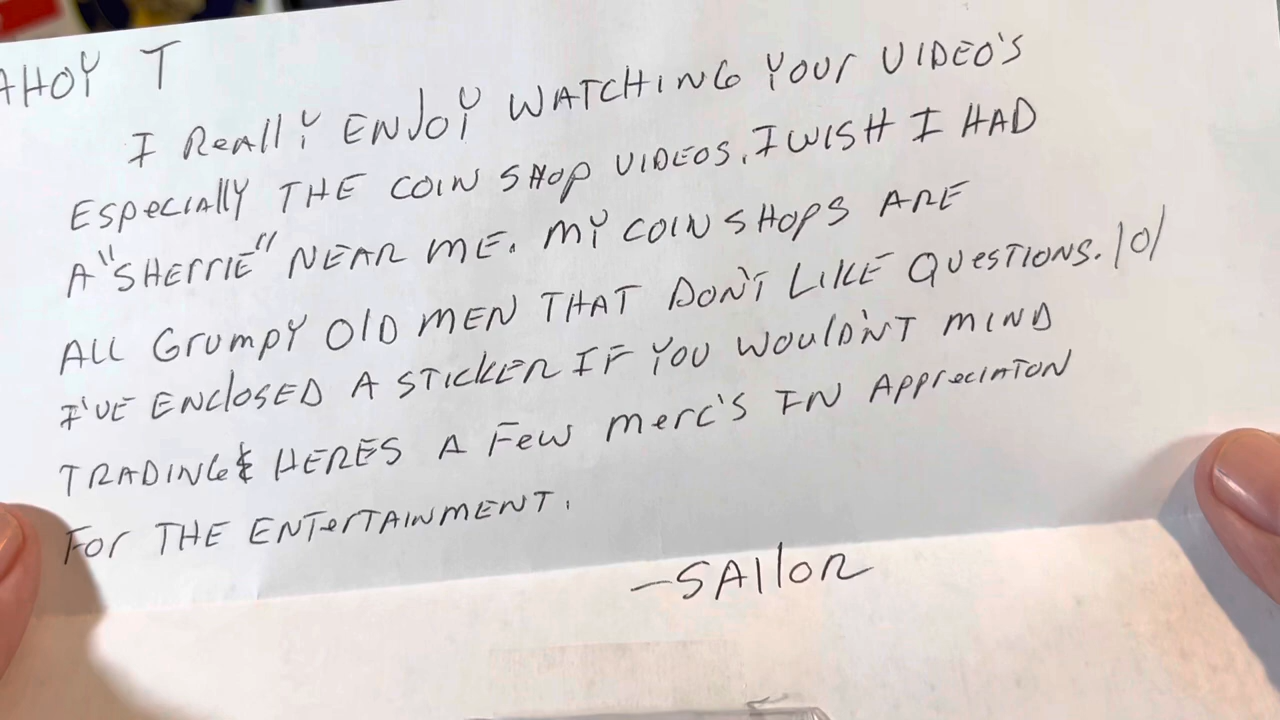 AHOY T
I REAllY ENJOY WATCHING YOUr VIDEO'S
ESpECIAlly THE COIN SHOp VIDEOS. I WISH I HAD
A "SHErrIE" NEAR ME. MY COIN SHOPS ARE
ALL GrumpY OlD MEN THAT DON'T LIKE QUESTIONS. lol
I'VE ENCloSED A STICKER IF YOU WOULDN'T MIND
TRADING & HERES A FEW merc'S IN AppreciATON
For THE ENTerTAINMENT.
-SAIlOR